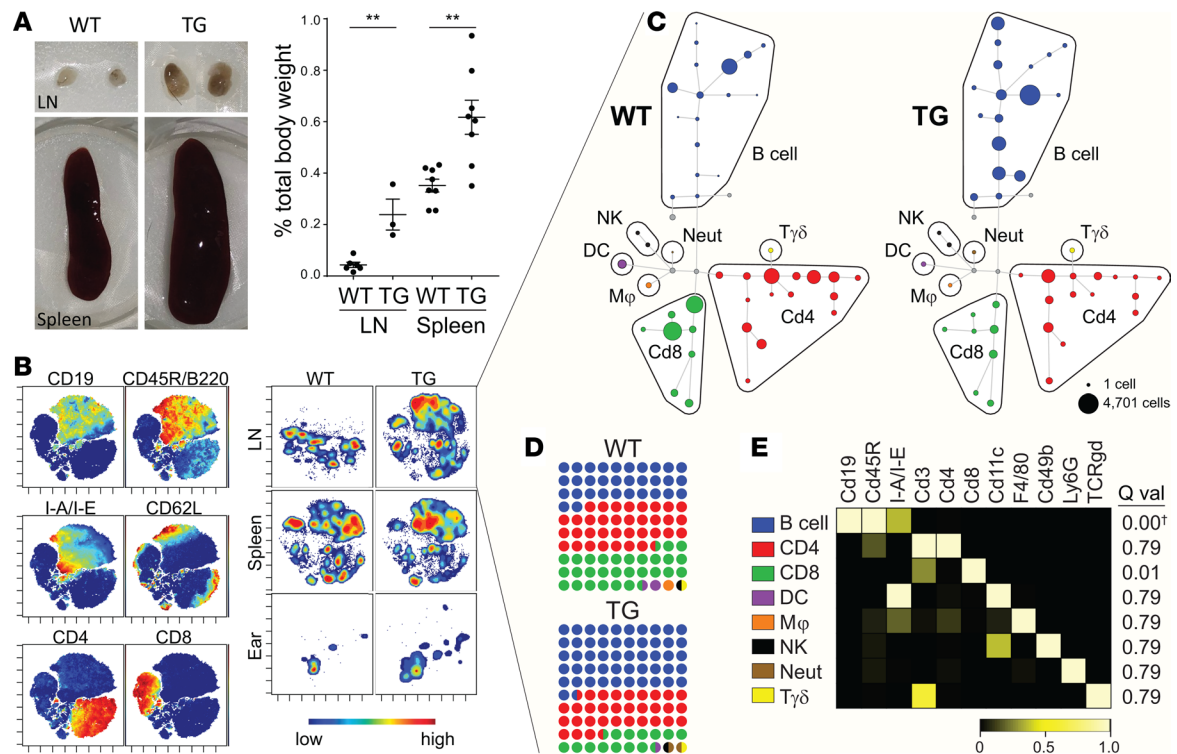 A
WT TG
LN
Spleen
% total body weight
1.0
0.8
0.6
0.4
0.2
0.0
** **
WT TG WT TG
LN Spleen
C
WT
B cell
NK
DC
Neut
Mφ
Tγδ
Cd8
Cd4
TG
B cell
NK
DC
Neut
Mφ
Tγδ
Cd8
Cd4
1 cell
4,701 cells
B
CD19 CD45R/B220
I-A/I-E CD62L
CD4 CD8
WT TG
LN
Spleen
Ear
low high
D
WT
TG
E
Cd19 Cd45R I-A/I-E Cd3 Cd4 Cd8 Cd11c F4/80 Cd49b Ly6G TCRgd
Q val
B cell 0.00†
CD4 0.79
CD8 0.01
DC 0.79
Mφ 0.79
NK 0.79
Neut 0.79
Tγδ 0.79
0.0 0.5 1.0